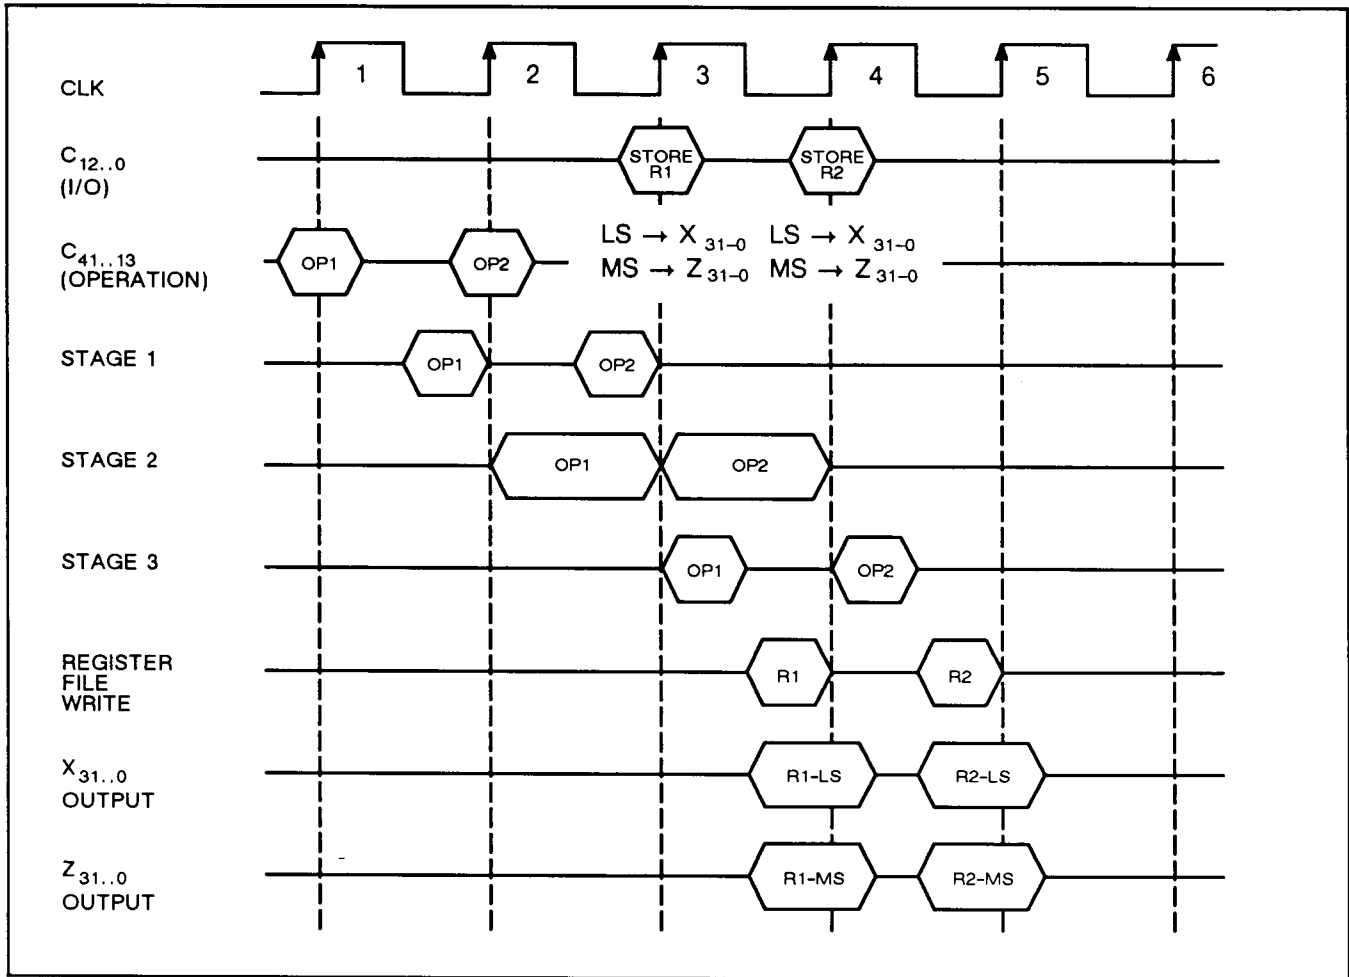 CLK 1 2 3 4 5 6
C12..0
(I/O)
STORE R1
STORE R2
C41..13
(OPERATION)
OP1 OP2
LS → X31–0 LS → X31–0
MS → Z31–0 MS → Z31–0
STAGE 1 OP1 OP2
STAGE 2 OP1 OP2
STAGE 3 OP1 OP2
REGISTER
FILE
WRITE
R1 R2
X31..0
OUTPUT
R1-LS R2-LS
Z31..0
OUTPUT
R1-MS R2-MS